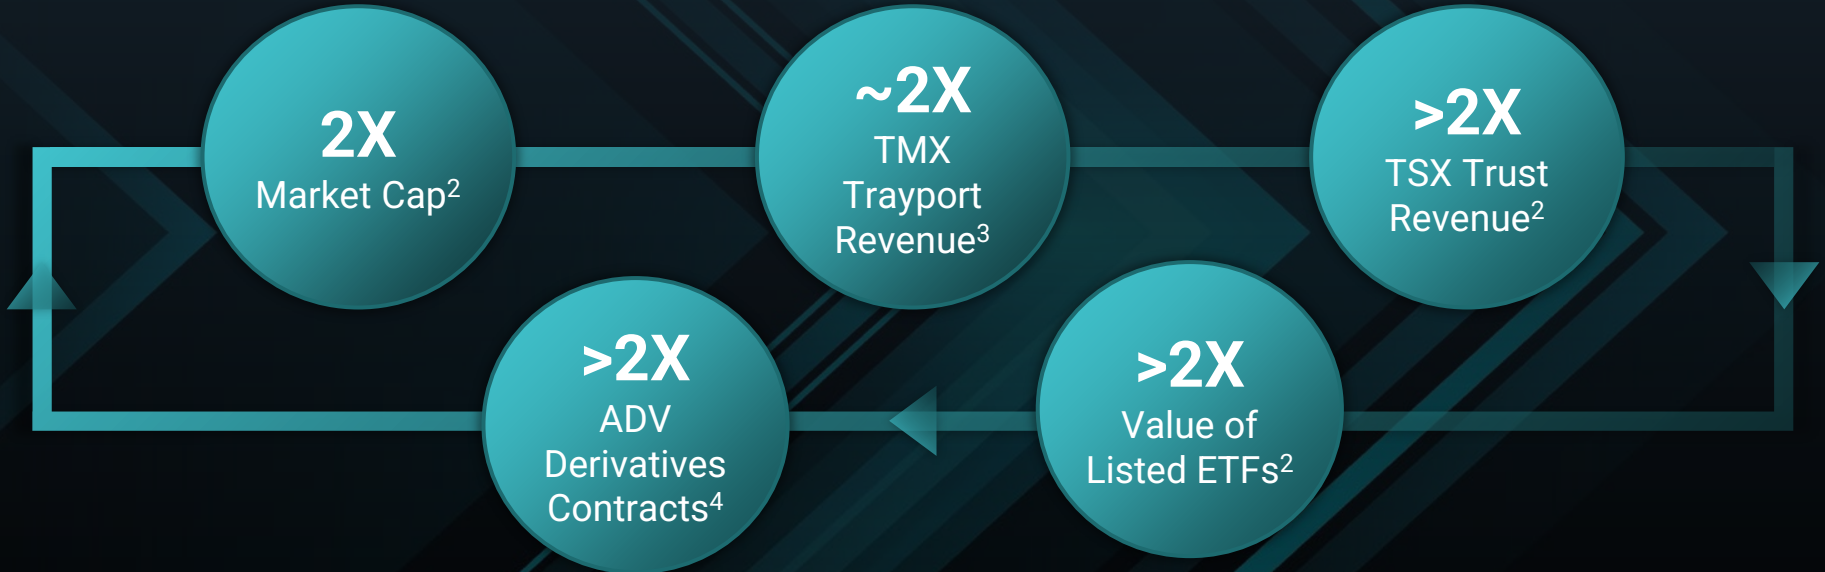 2X
Market Cap²
~2X
TMX
Trayport
Revenue³
>2X
TSX Trust
Revenue²
>2X
ADV
Derivatives
Contracts⁴
>2X
Value of
Listed ETFs²